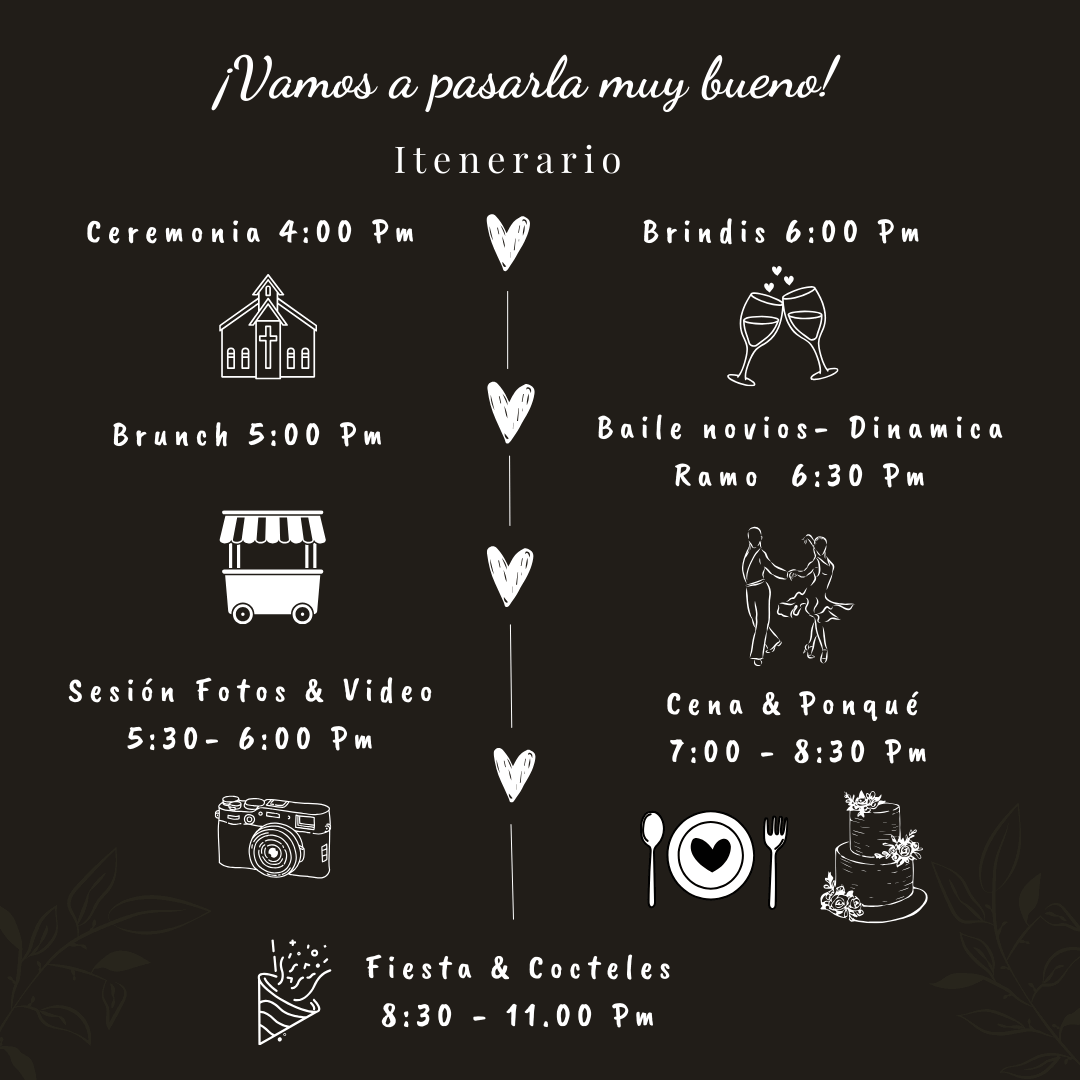 ¡Vamos a pasarla muy bueno!
Itenerario
Ceremonia 4:00 Pm
Brunch 5:00 Pm
Sesión Fotos & Video
5:30- 6:00 Pm
Brindis 6:00 Pm
Baile novios- Dinamica
Ramo 6:30 Pm
Cena & Ponqué
7:00 - 8:30 Pm
Fiesta & Cocteles
8:30 - 11.00 Pm